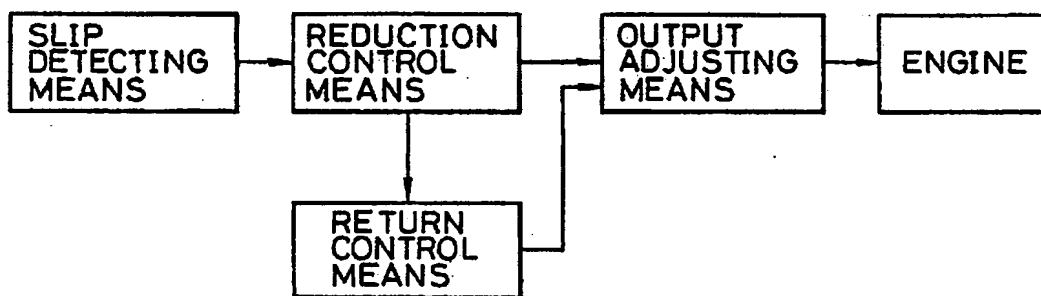 SLIP
DETECTING
MEANS
REDUCTION
CONTROL
MEANS
OUTPUT
ADJUSTING
MEANS
ENGINE
RETURN
CONTROL
MEANS